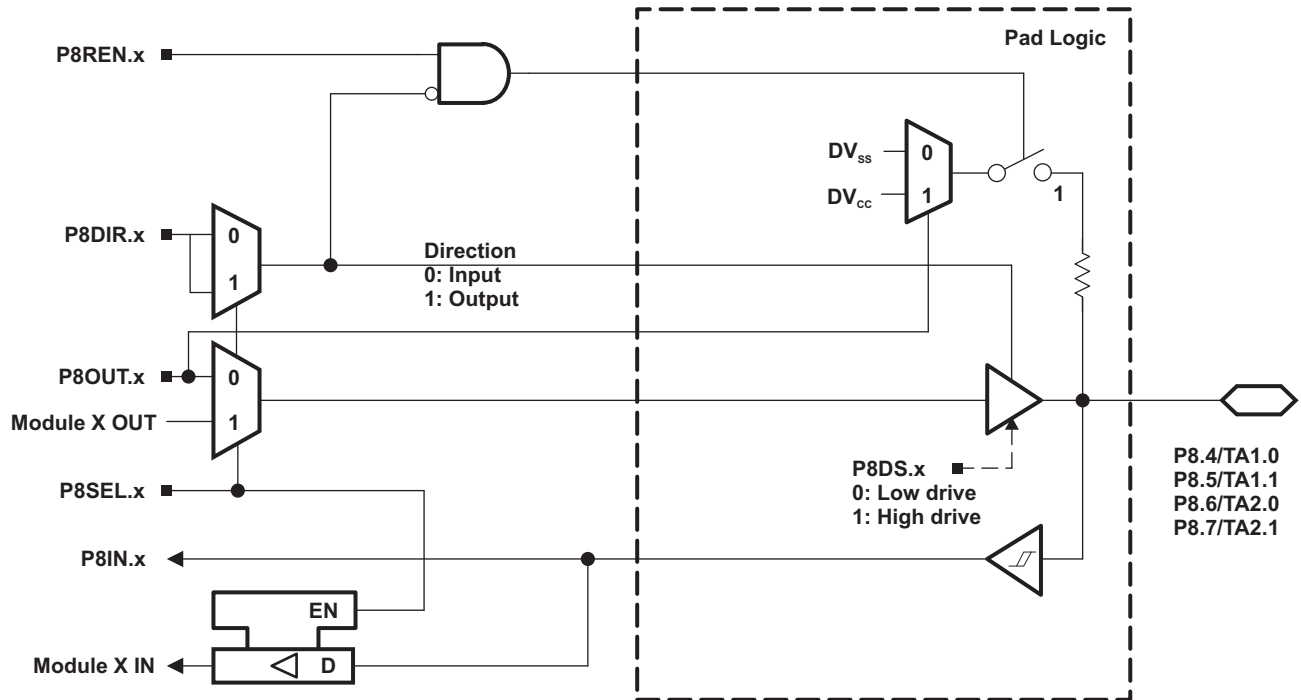 Pad Logic
P8REN.x
DVss
0
DVcc
1
1
P8DIR.x
0
1
Direction
0: Input
1: Output
P8OUT.x
0
Module X OUT
1
P8DS.x
0: Low drive
1: High drive
P8.4/TA1.0
P8.5/TA1.1
P8.6/TA2.0
P8.7/TA2.1
P8SEL.x
P8IN.x
EN
Module X IN
D